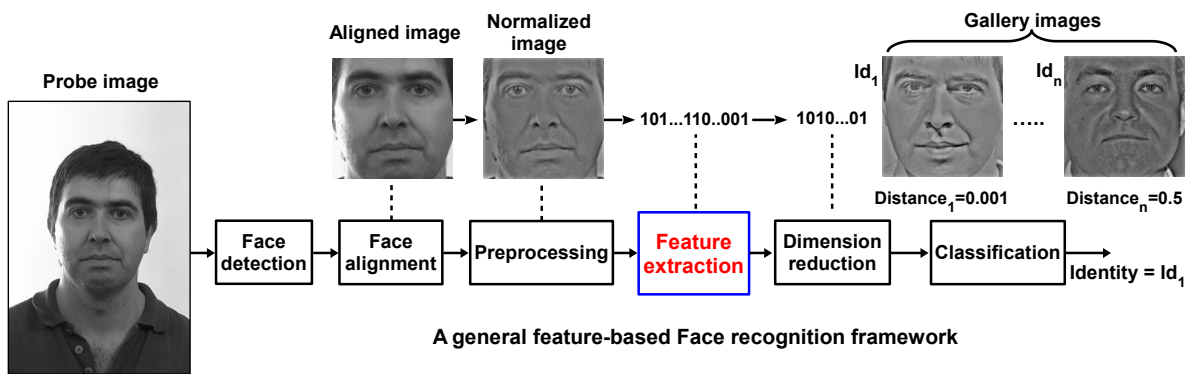 Probe image
Aligned image
Normalized
image
Gallery images
Id1
Idn
101...110..001
1010...01
.....
Distance1=0.001
Distancen=0.5
Face
detection
Face
alignment
Preprocessing
Feature
extraction
Dimension
reduction
Classification
Identity = Id1
A general feature-based Face recognition framework